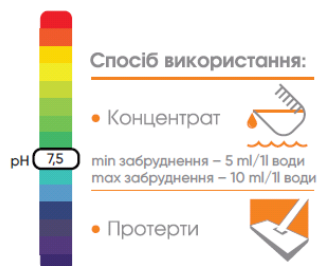 Спосіб використання:
• Концентрат
pH 7,5
min забруднення – 5 ml/1l води
max забруднення – 10 ml/1l води
• Протерти